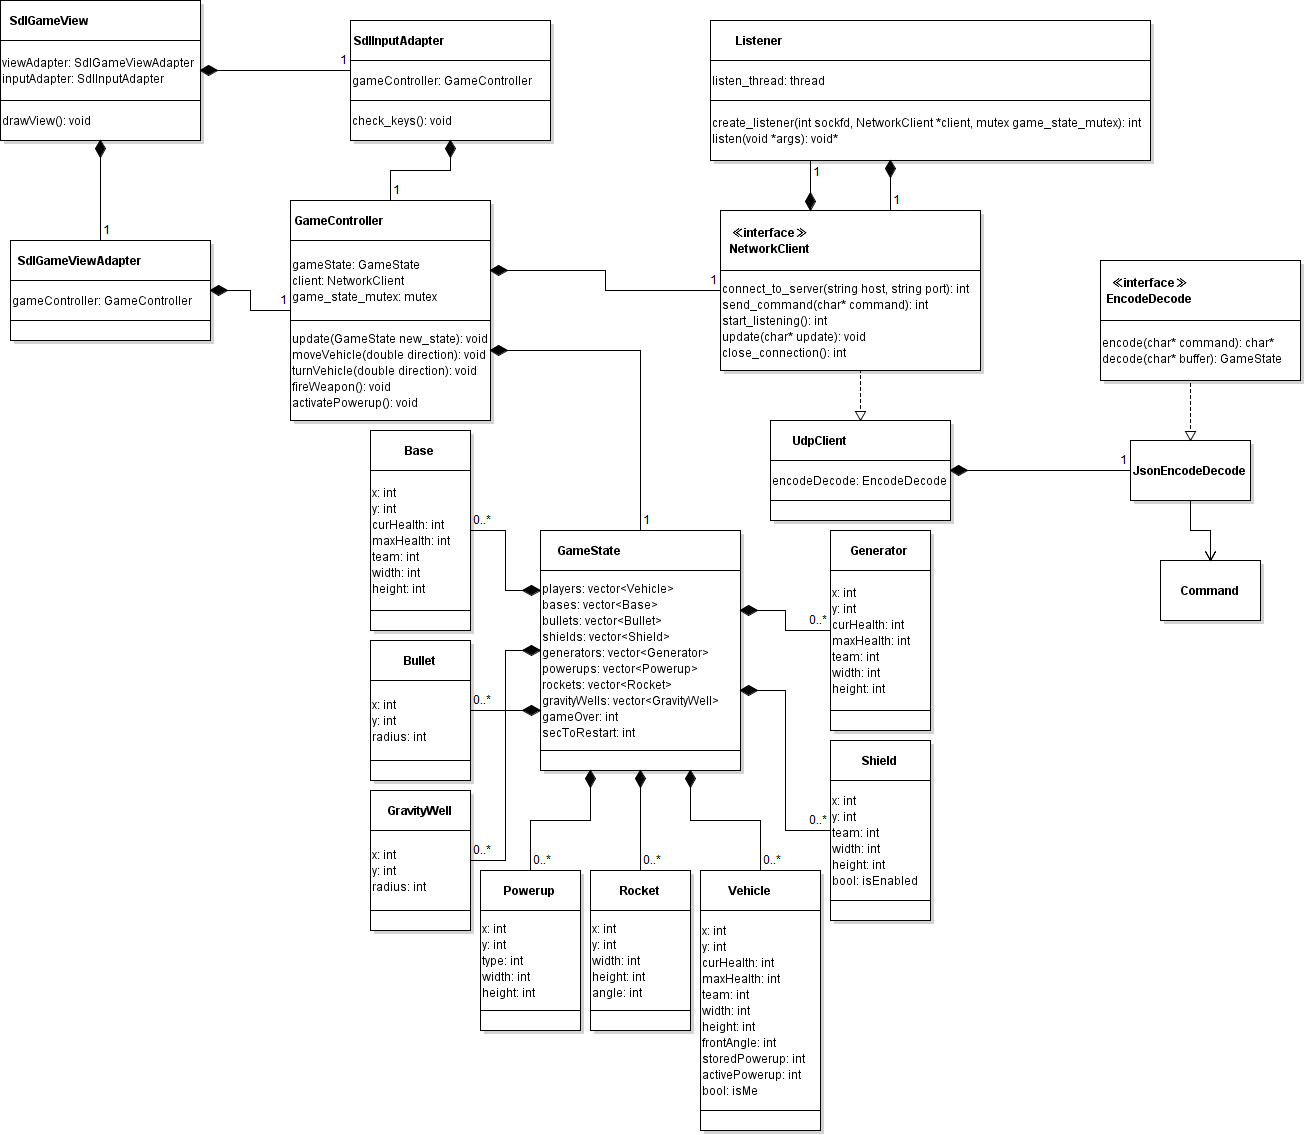 SdlGameView
viewAdapter: SdlGameViewAdapter
inputAdapter: SdlInputAdapter
drawView(): void
1
1
SdlInputAdapter
gameController: GameController
check_keys(): void
1
Listener
listen_thread: thread
create_listener(int sockfd, NetworkClient *client, mutex game_state_mutex): int
listen(void *args): void*
1
1
SdlGameViewAdapter
gameController: GameController
1
GameController
gameState: GameState
client: NetworkClient
game_state_mutex: mutex
update(GameState new_state): void
moveVehicle(double direction): void
turnVehicle(double direction): void
fireWeapon(): void
activatePowerup(): void
1
1
≪interface≫
NetworkClient
connect_to_server(string host, string port): int
send_command(char* command): int
start_listening(): int
update(char* update): void
close_connection(): int
≪interface≫
EncodeDecode
encode(char* command): char*
decode(char* buffer): GameState
UdpClient
encodeDecode: EncodeDecode
1
JsonEncodeDecode
Command
Base
x: int
y: int
curHealth: int
maxHealth: int
team: int
width: int
height: int
0..*
GameState
players: vector<Vehicle>
bases: vector<Base>
bullets: vector<Bullet>
shields: vector<Shield>
generators: vector<Generator>
powerups: vector<Powerup>
rockets: vector<Rocket>
gravityWells: vector<GravityWell>
gameOver: int
secToRestart: int
Generator
x: int
y: int
curHealth: int
maxHealth: int
team: int
width: int
height: int
0..*
Bullet
x: int
y: int
radius: int
0..*
Shield
x: int
y: int
team: int
width: int
height: int
bool: isEnabled
0..*
GravityWell
x: int
y: int
radius: int
0..*
0..*
0..*
0..*
Powerup
x: int
y: int
type: int
width: int
height: int
Rocket
x: int
y: int
width: int
height: int
angle: int
Vehicle
x: int
y: int
curHealth: int
maxHealth: int
team: int
width: int
height: int
frontAngle: int
storedPowerup: int
activePowerup: int
bool: isMe